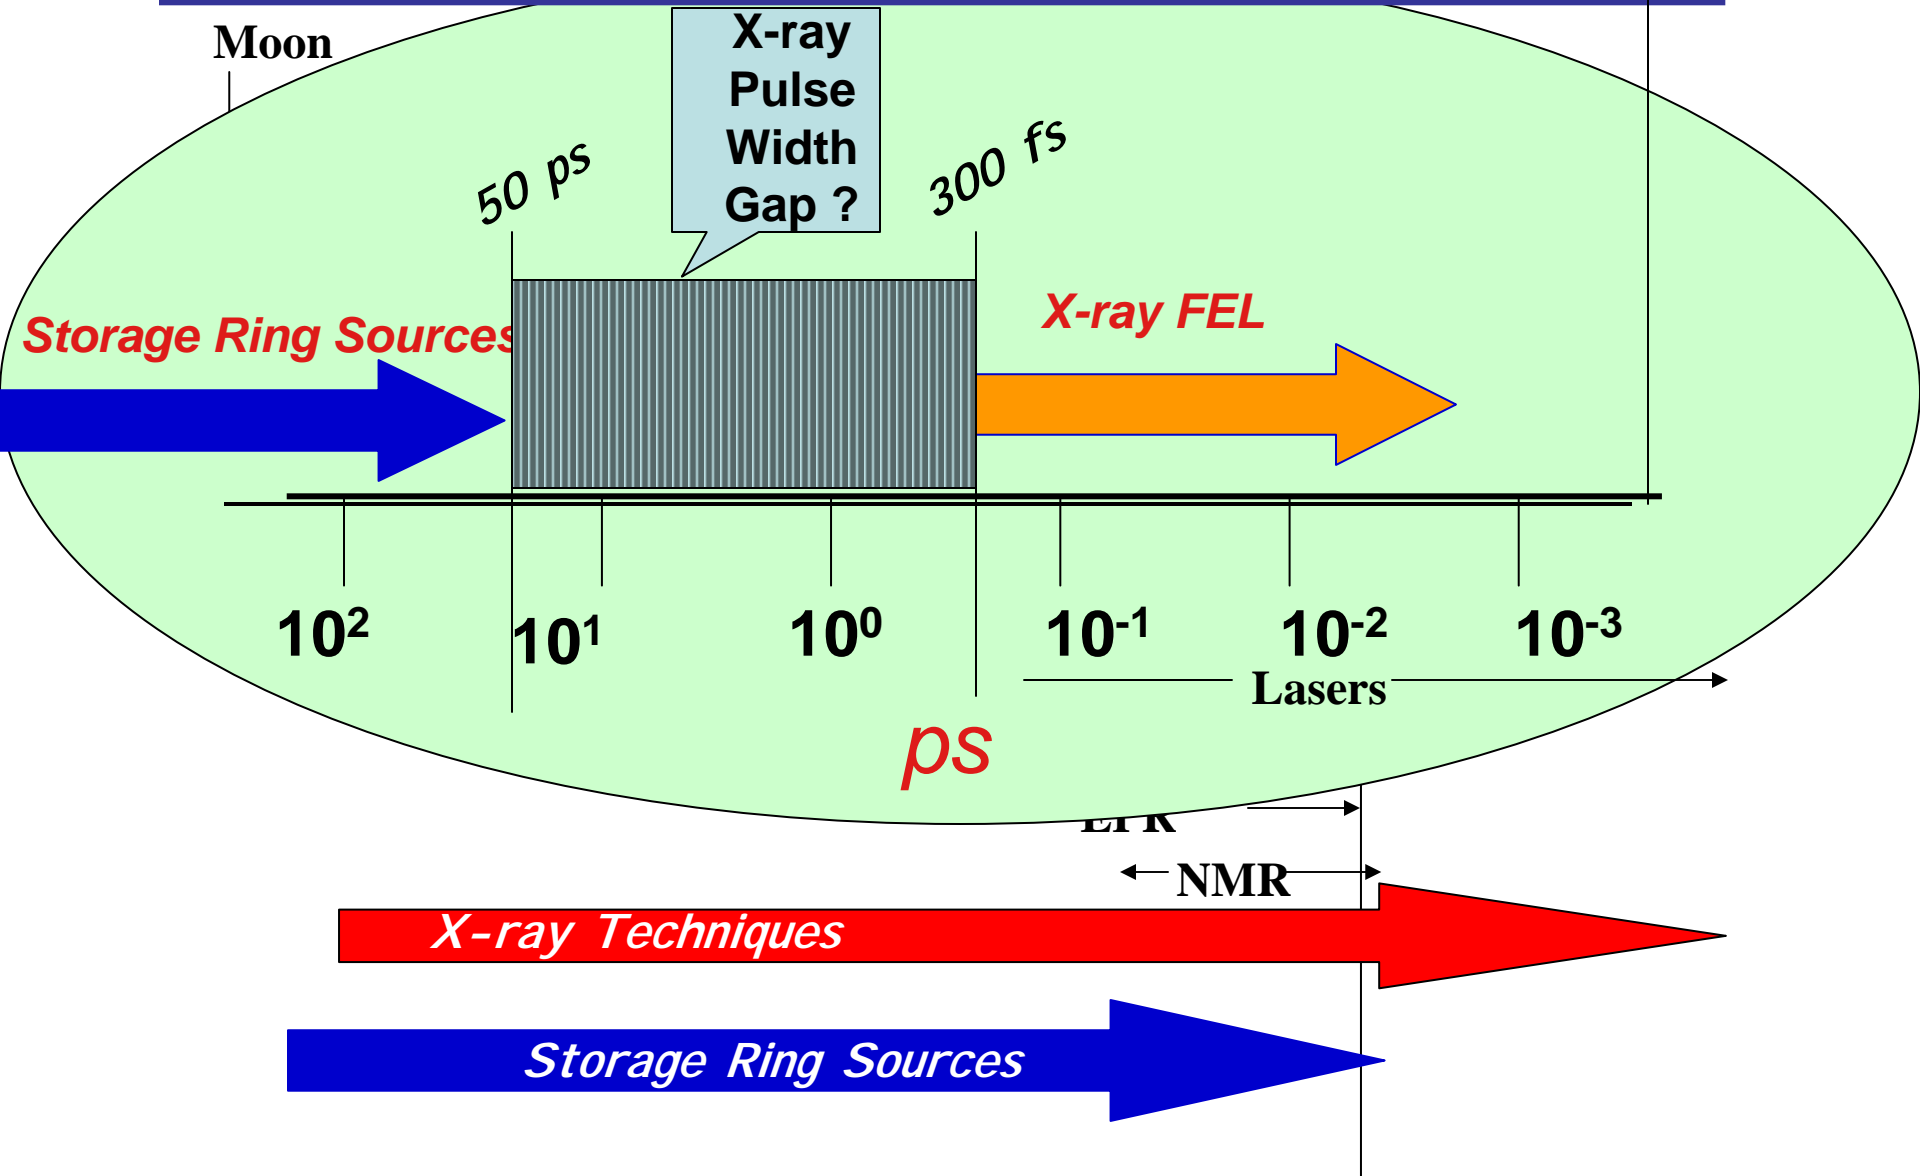 Moon
X-ray
Pulse
Width
Gap ?
50 ps
300 fs
Storage Ring Sources
X-ray FEL
10²
10¹
10⁰
10⁻¹
10⁻²
10⁻³
Lasers
ps
EPR
NMR
X-ray Techniques
Storage Ring Sources